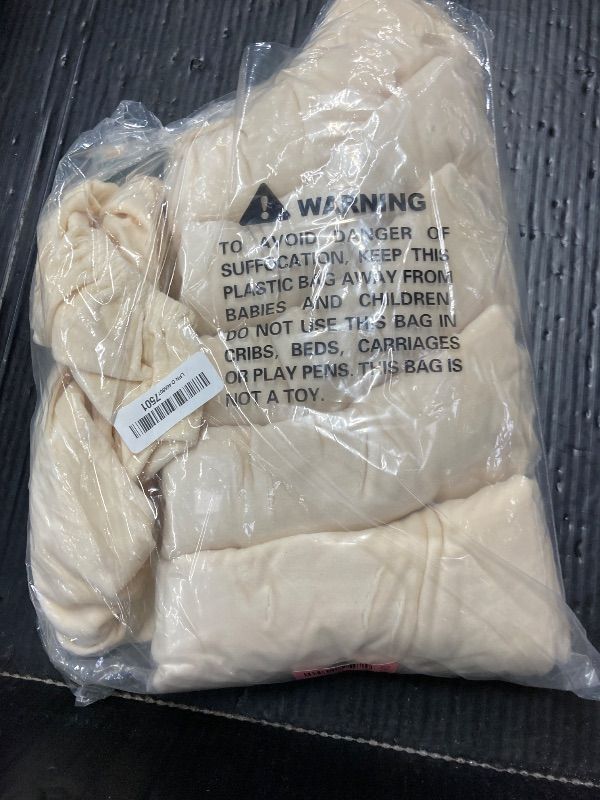 WARNING
TO AVOID DANGER OF
SUFFOCATION, KEEP THIS
PLASTIC BAG AWAY FROM
BABIES AND CHILDREN
DO NOT USE THIS BAG IN
CRIBS, BEDS, CARRIAGES
OR PLAY PENS. THIS BAG IS
NOT A TOY.
7501